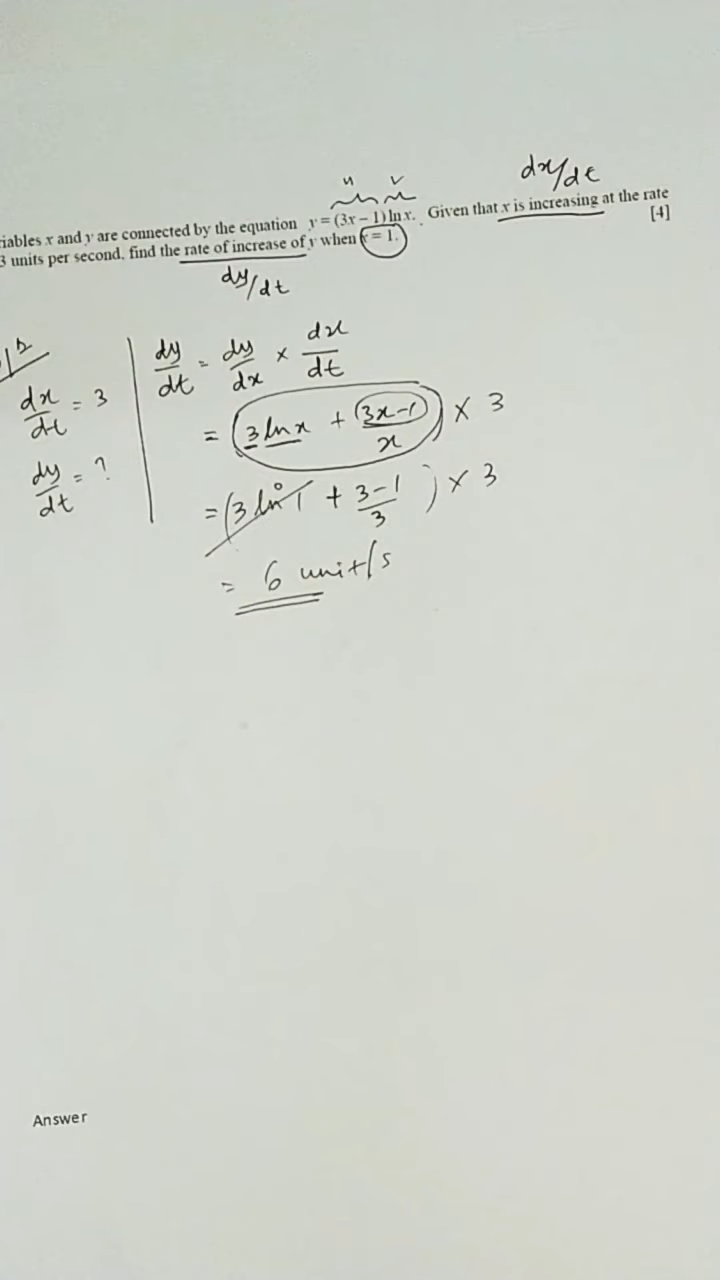 dx/dt
u v
iables x and y are connected by the equation y = (3x − 1) ln x. Given that x is increasing at the rate
3 units per second, find the rate of increase of y when x = 1. [4]
dy/dt
dx/dt = 3
dy/dt = ?
dy/dt = dy/dx × dx/dt
= (3 ln x + (3x-1)/x) × 3
= (3 ln 1 0 + (3-1)/3) × 3
= 6 unit/s
Answer